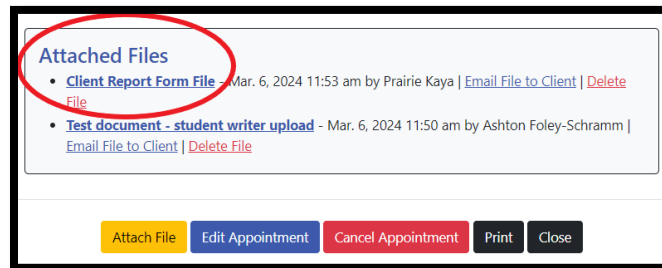 Attached Files
• Client Report Form File - Mar. 6, 2024 11:53 am by Prairie Kaya | Email File to Client | Delete
File
• Test document - student writer upload - Mar. 6, 2024 11:50 am by Ashton Foley-Schramm |
Email File to Client | Delete File
Attach File Edit Appointment Cancel Appointment Print Close